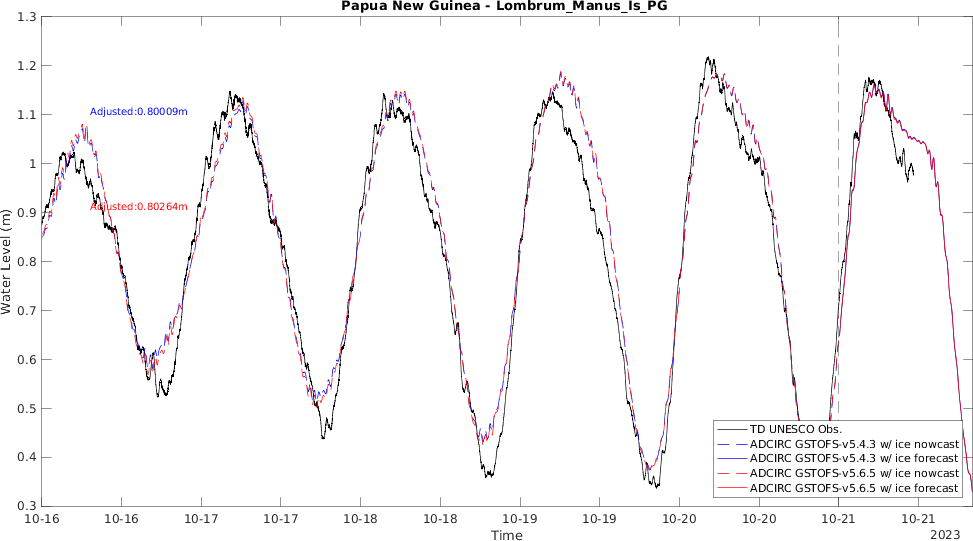 Papua New Guinea - Lombrum_Manus_Is_PG
1.3
1.2
1.1
1
0.9
0.8
0.7
0.6
0.5
0.4
0.3
Water Level (m)
Adjusted:0.80009m
Adjusted:0.80264m
TD UNESCO Obs.
ADCIRC GSTOFS-v5.4.3 w/ ice nowcast
ADCIRC GSTOFS-v5.4.3 w/ ice forecast
ADCIRC GSTOFS-v5.6.5 w/ ice nowcast
ADCIRC GSTOFS-v5.6.5 w/ ice forecast
10-16 10-16 10-17 10-17 10-18 10-18 10-19 10-19 10-20 10-20 10-21 10-21
Time
2023